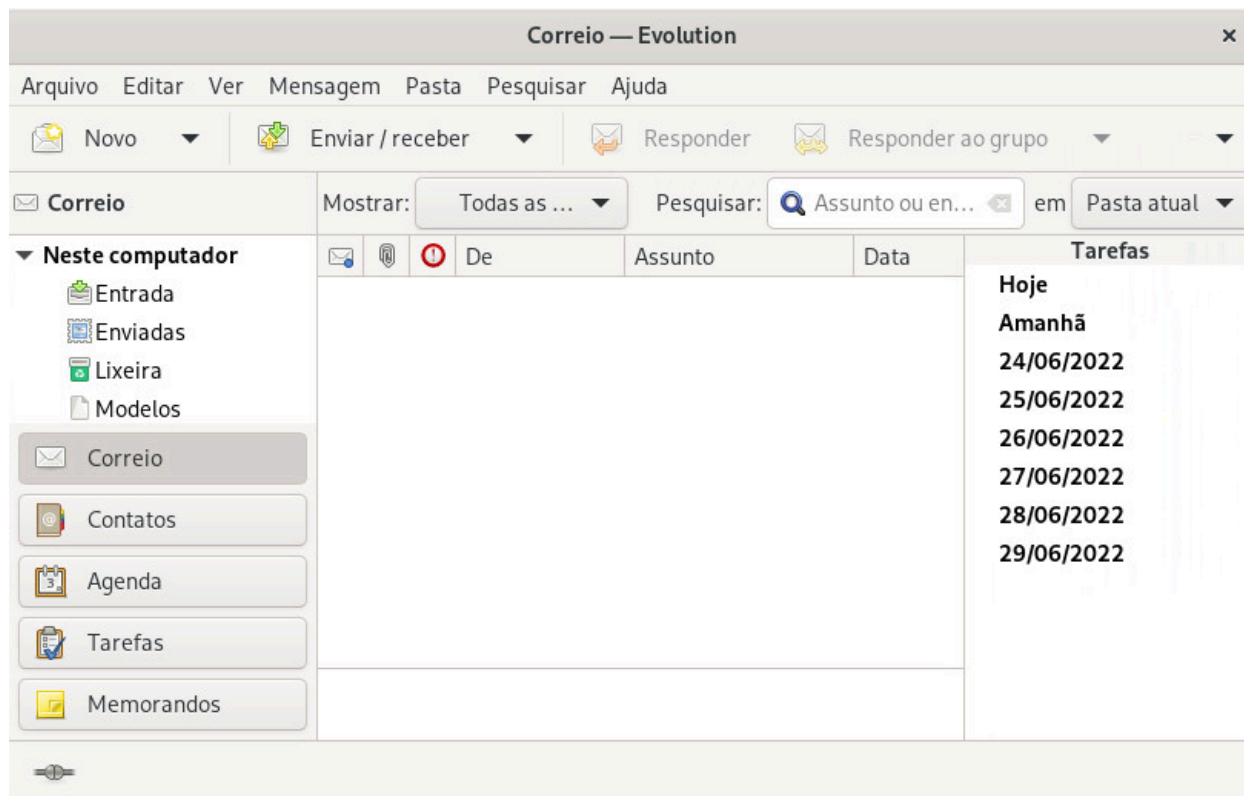 Correio — Evolution
Arquivo Editar Ver Mensagem Pasta Pesquisar Ajuda
Novo Enviar / receber Responder Responder ao grupo
Correio Mostrar: Todas as ... Pesquisar: Assunto ou en... em Pasta atual
Neste computador
Entrada
Enviadas
Lixeira
Modelos
Correio
Contatos
Agenda
Tarefas
Memorandos
De Assunto Data
Tarefas
Hoje
Amanhã
24/06/2022
25/06/2022
26/06/2022
27/06/2022
28/06/2022
29/06/2022